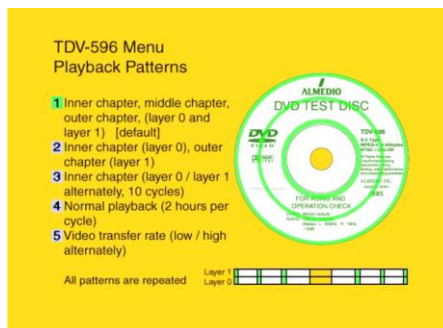 TDV-596 Menu
Playback Patterns
1 Inner chapter, middle chapter,
outer chapter, (layer 0 and
layer 1) [default]
2 Inner chapter (layer 0), outer
chapter (layer 1)
3 Inner chapter (layer 0 / layer 1
alternately, 10 cycles)
4 Normal playback (2 hours per
cycle)
5 Video transfer rate (low / high
alternately)
All patterns are repeated
Layer 1
Layer 0
ALMEDIO
DVD TEST DISC
DVD
VIDEO
TDV-596
FOR AGING AND
OPERATION CHECK